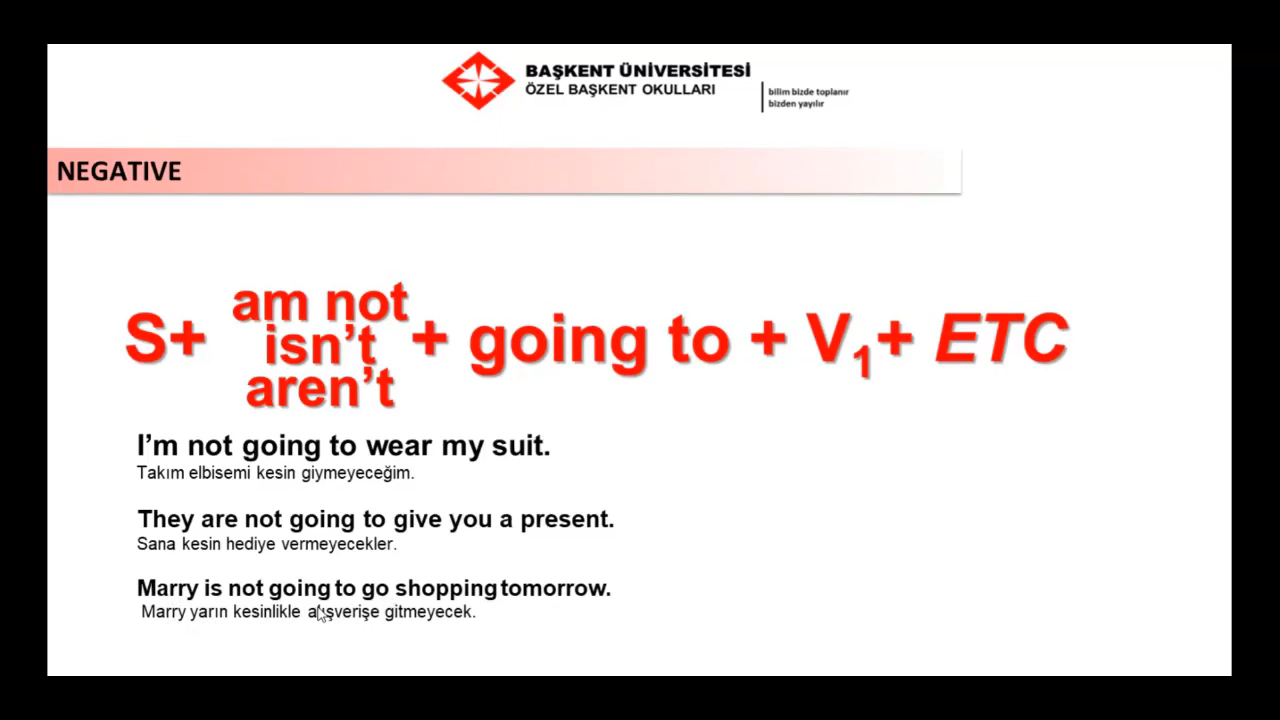 BAŞKENT ÜNİVERSİTESİ
ÖZEL BAŞKENT OKULLARI
bilim bizde toplanır
bizden yayılır
NEGATIVE
am not
S+ isn't + going to + V1+ ETC
aren't
I'm not going to wear my suit.
Takım elbisemi kesin giymeyeceğim.
They are not going to give you a present.
Sana kesin hediye vermeyecekler.
Marry is not going to go shopping tomorrow.
Marry yarın kesinlikle alışverişe gitmeyecek.